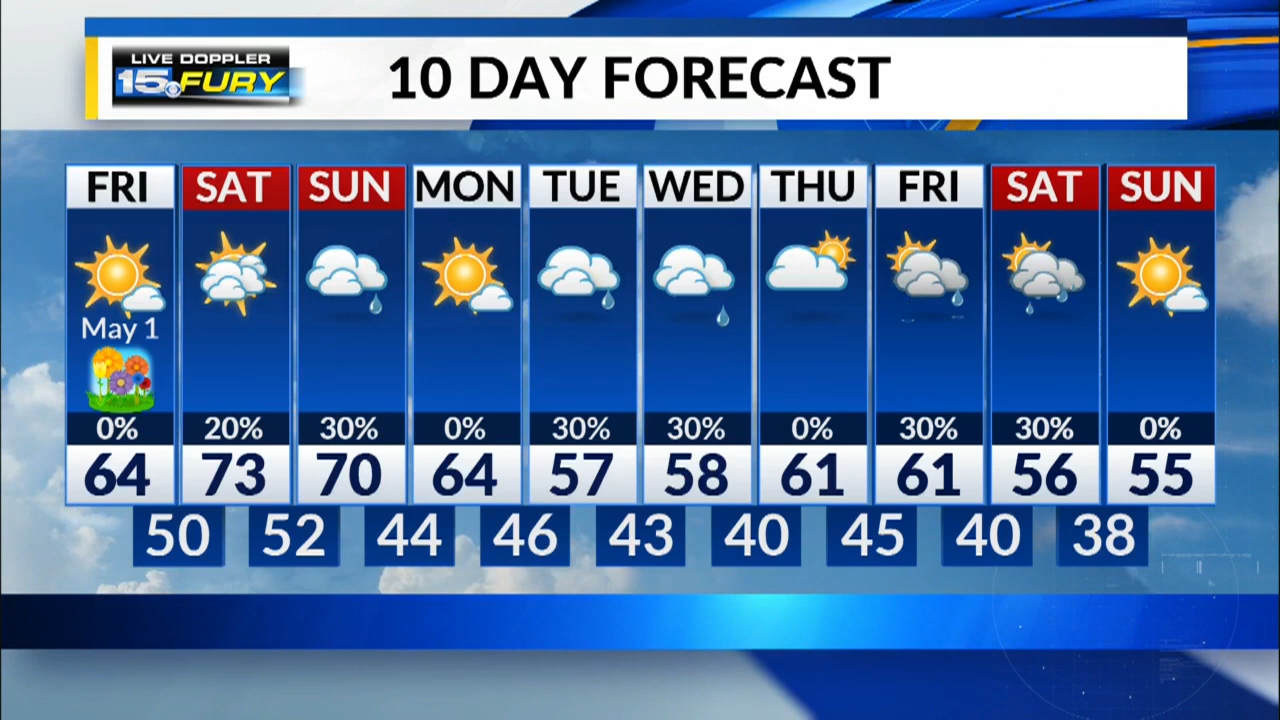 LIVE DOPPLER
15 FURY
10 DAY FORECAST
FRI SAT SUN MON TUE WED THU FRI SAT SUN
May 1
0% 20% 30% 0% 30% 30% 0% 30% 30% 0%
64 73 70 64 57 58 61 61 56 55
50 52 44 46 43 40 45 40 38